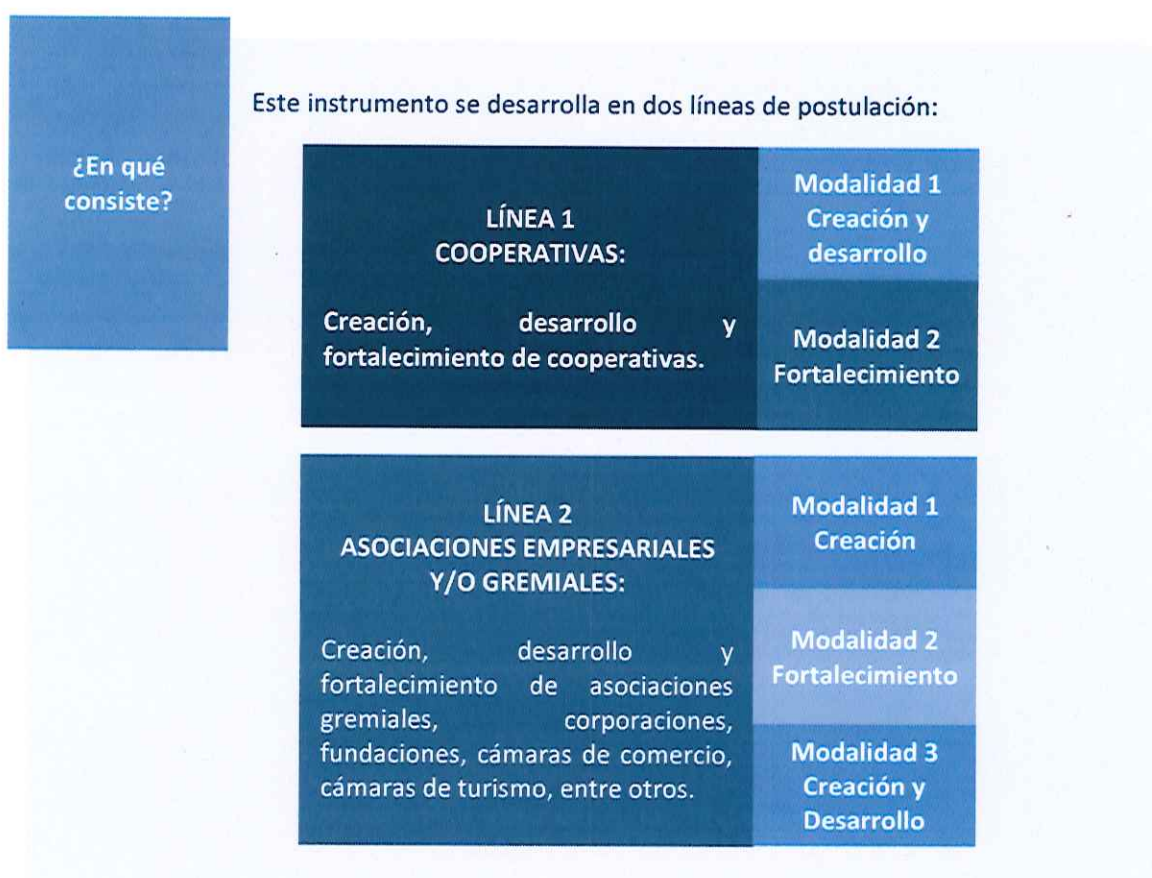 ¿En qué
consiste?
Este instrumento se desarrolla en dos líneas de postulación:
LÍNEA 1
COOPERATIVAS:
Creación, desarrollo y
fortalecimiento de cooperativas.
Modalidad 1
Creación y
desarrollo
Modalidad 2
Fortalecimiento
LÍNEA 2
ASOCIACIONES EMPRESARIALES
Y/O GREMIALES:
Creación, desarrollo y
fortalecimiento de asociaciones
gremiales, corporaciones,
fundaciones, cámaras de comercio,
cámaras de turismo, entre otros.
Modalidad 1
Creación
Modalidad 2
Fortalecimiento
Modalidad 3
Creación y
Desarrollo